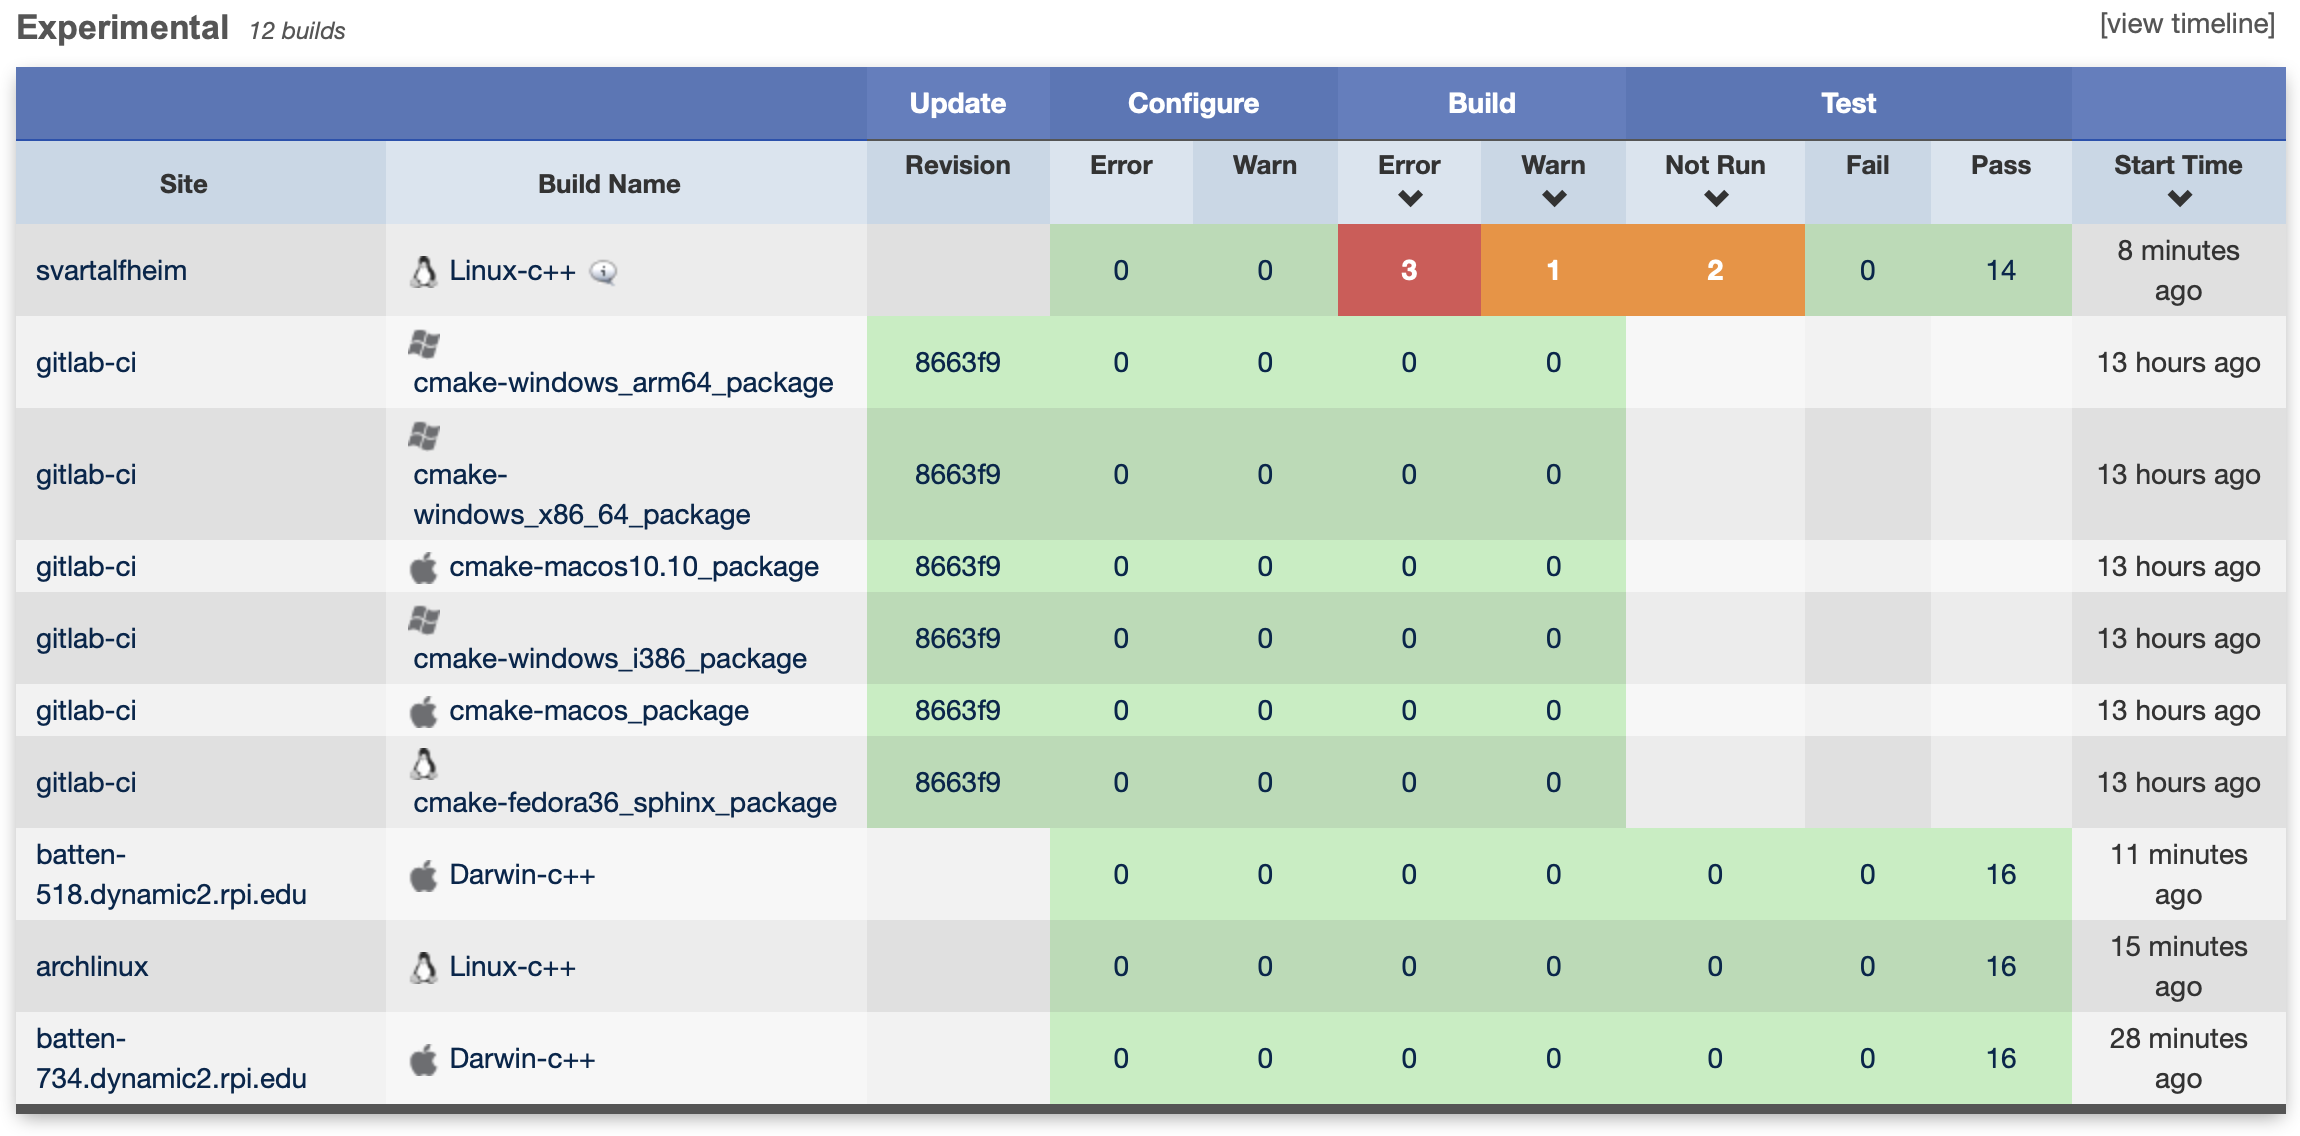 Experimental 12 builds [view timeline]
Update Configure Build Test
Site Build Name Revision Error Warn Error Warn Not Run Fail Pass Start Time
svartalfheim Linux-c++ 0 0 3 1 2 0 14 8 minutes
ago
gitlab-ci cmake-windows_arm64_package 8663f9 0 0 0 0 13 hours ago
gitlab-ci cmake- 8663f9 0 0 0 0 13 hours ago
windows_x86_64_package
gitlab-ci cmake-macos10.10_package 8663f9 0 0 0 0 13 hours ago
gitlab-ci cmake-windows_i386_package 8663f9 0 0 0 0 13 hours ago
gitlab-ci cmake-macos_package 8663f9 0 0 0 0 13 hours ago
gitlab-ci cmake-fedora36_sphinx_package 8663f9 0 0 0 0 13 hours ago
batten- Darwin-c++ 0 0 0 0 0 0 16 11 minutes
518.dynamic2.rpi.edu ago
archlinux Linux-c++ 0 0 0 0 0 0 16 15 minutes
ago
batten- Darwin-c++ 0 0 0 0 0 0 16 28 minutes
734.dynamic2.rpi.edu ago